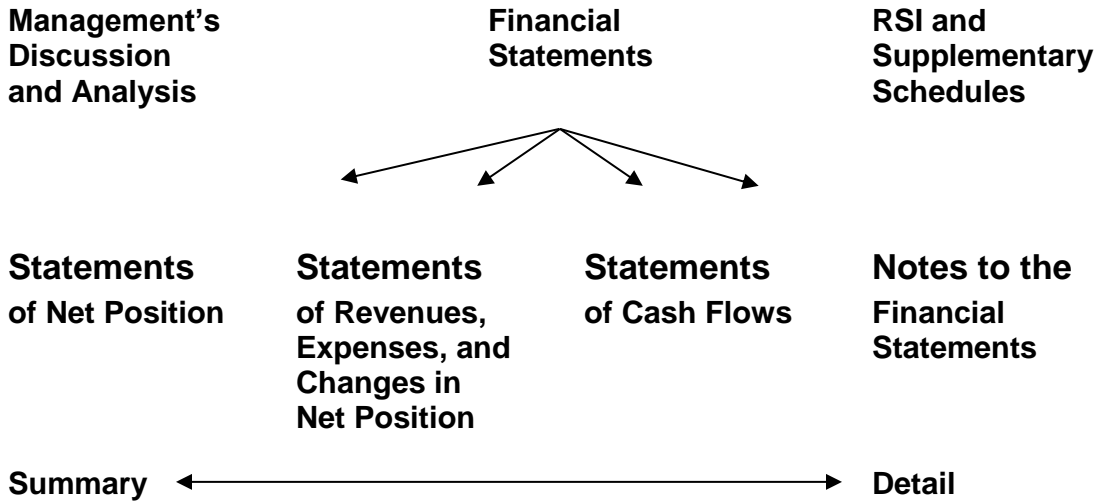 Management’s
Discussion
and Analysis
Financial
Statements
RSI and
Supplementary
Schedules
Statements
of Net Position
Statements
of Revenues,
Expenses, and
Changes in
Net Position
Statements
of Cash Flows
Notes to the
Financial
Statements
Summary
Detail